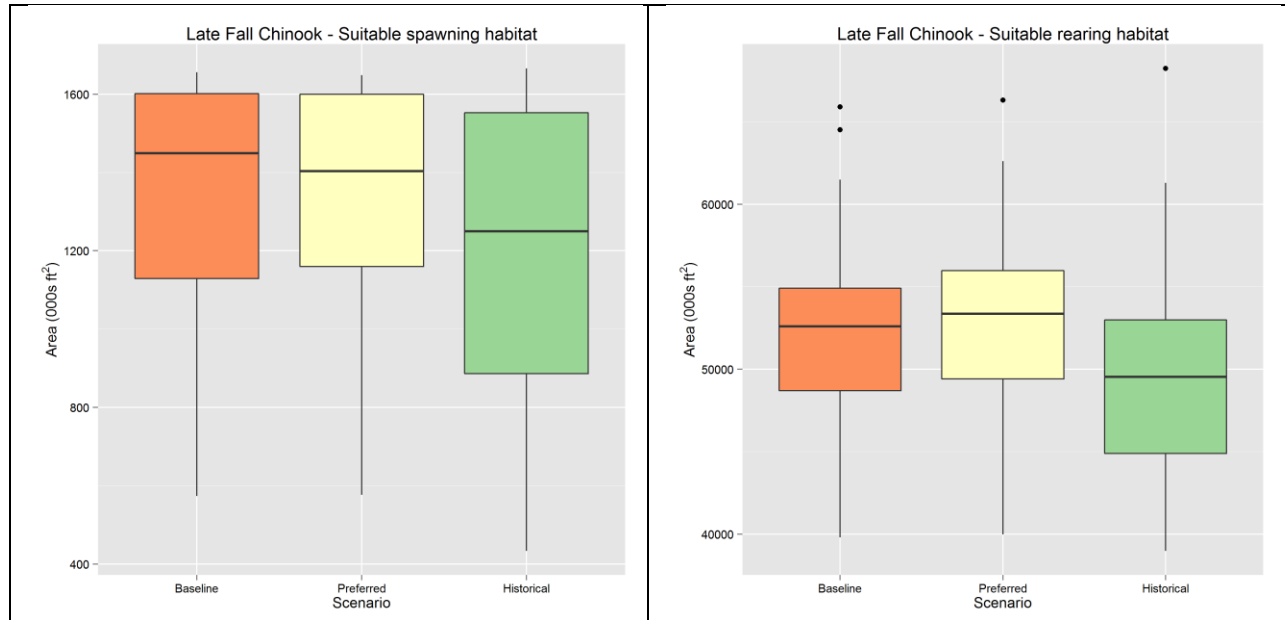 Late Fall Chinook - Suitable spawning habitat
1600
1200
800
400
Area (000s ft²)
Baseline
Preferred
Historical
Scenario
Late Fall Chinook - Suitable rearing habitat
60000
50000
40000
Area (000s ft²)
Baseline
Preferred
Historical
Scenario